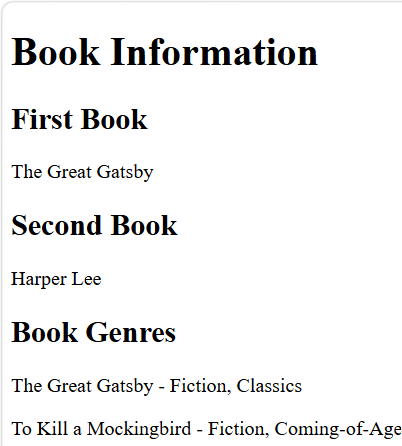 Book Information
First Book
The Great Gatsby
Second Book
Harper Lee
Book Genres
The Great Gatsby - Fiction, Classics
To Kill a Mockingbird - Fiction, Coming-of-Age